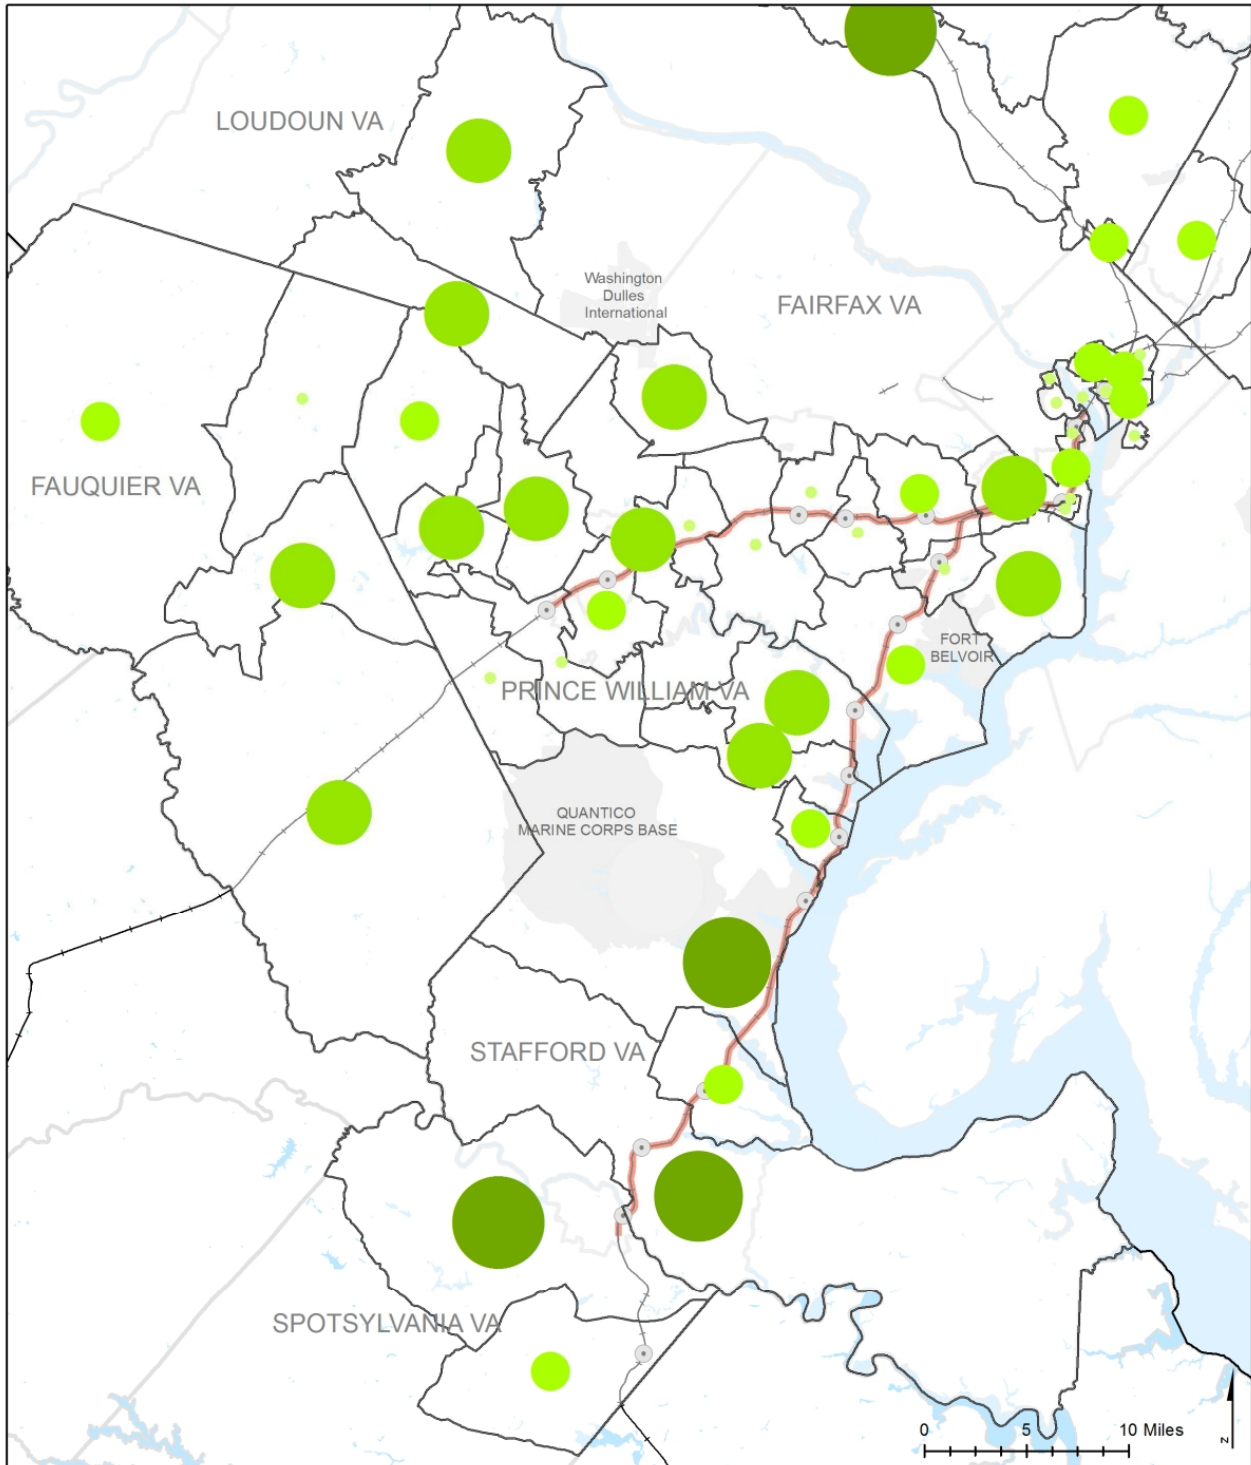 LOUDOUN VA
Washington
Dulles
International
FAIRFAX VA
FAUQUIER VA
FORT
BELVOIR
PRINCE WILLIAM VA
QUANTICO
MARINE CORPS BASE
STAFFORD VA
SPOTSYLVANIA VA
0 5 10 Miles
N